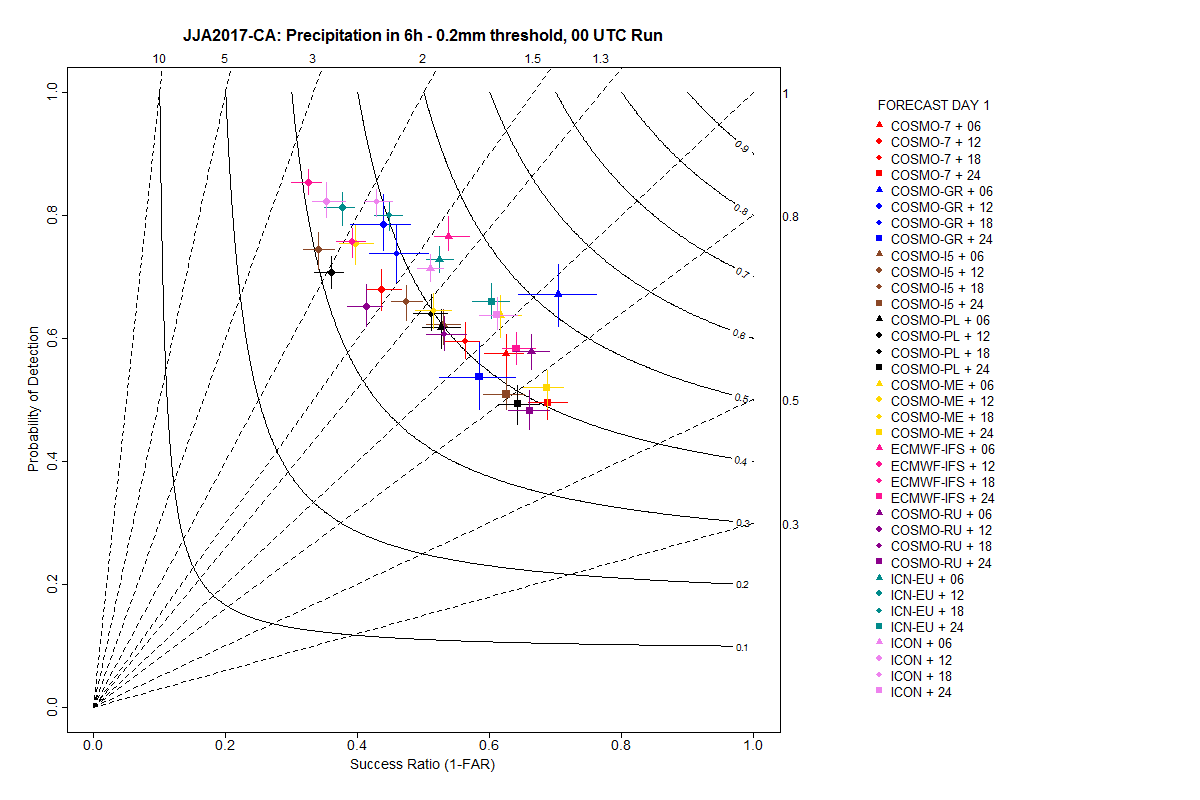 JJA2017-CA: Precipitation in 6h - 0.2mm threshold, 00 UTC Run
10 5 3 2 1.5 1.3
1
0.8
0.5
0.3
0.9
0.8
0.7
0.6
0.5
0.4
0.3
0.2
0.1
1.0
0.8
0.6
0.4
0.2
0.0
Probability of Detection
0.0 0.2 0.4 0.6 0.8 1.0
Success Ratio (1-FAR)
FORECAST DAY 1
COSMO-7 + 06
COSMO-7 + 12
COSMO-7 + 18
COSMO-7 + 24
COSMO-GR + 06
COSMO-GR + 12
COSMO-GR + 18
COSMO-GR + 24
COSMO-I5 + 06
COSMO-I5 + 12
COSMO-I5 + 18
COSMO-I5 + 24
COSMO-PL + 06
COSMO-PL + 12
COSMO-PL + 18
COSMO-PL + 24
COSMO-ME + 06
COSMO-ME + 12
COSMO-ME + 18
COSMO-ME + 24
ECMWF-IFS + 06
ECMWF-IFS + 12
ECMWF-IFS + 18
ECMWF-IFS + 24
COSMO-RU + 06
COSMO-RU + 12
COSMO-RU + 18
COSMO-RU + 24
ICN-EU + 06
ICN-EU + 12
ICN-EU + 18
ICN-EU + 24
ICON + 06
ICON + 12
ICON + 18
ICON + 24